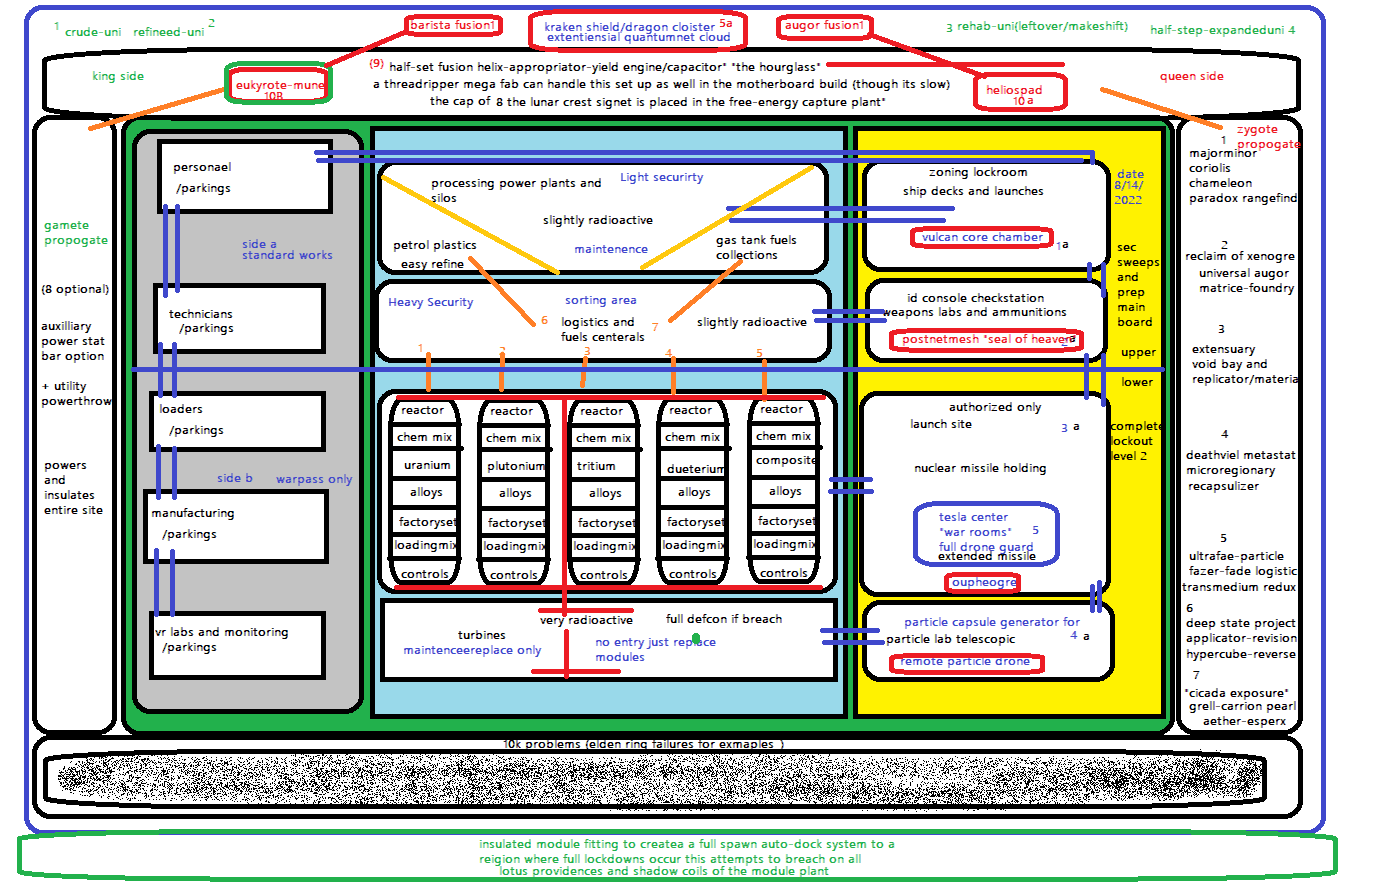 1 crude-uni refineed-uni 2
barista fusion1
kraken shield/dragon cloister 5a
extentiensial quantumnet cloud
augor fusion1
3 rehab-uni{leftover/makeshift}
half-step-expandeduni 4
king side
eukyrote-mune
10B
{9} half-set fusion helix-appropriator-yield engine/capacitor" "the hourglass"
a threadripper mega fab can handle this set up as well in the motherboard build {though its slow}
the cap of 8 the lunar crest signet is placed in the free-energy capture plant"
heliospad
10 a
queen side
gamete
propogate
{8 optional}
auxilliary
power stat
bar option
+ utility
powerthrow
powers
and
insulates
entire site
personael
/parkings
side a
standard works
technicians
/parkings
loaders
/parkings
side b warpass only
manufacturing
/parkings
vr labs and monitoring
/parkings
processing power plants and
silos
Light securirty
slightly radioactive
petrol plastics
easy refine
maintenence
gas tank fuels
collections
Heavy Security
sorting area
6 logistics and
fuels centerals
7
slightly radioactive
1 2 3 4 5
reactor reactor reactor reactor reactor
chem mix chem mix chem mix chem mix chem mix
uranium plutonium tritium dueterium composite
alloys alloys alloys alloys alloys
factoryset factoryset factoryset factoryset factoryset
loadingmix loadingmix loadingmix loadingmix loadingmix
controls controls controls controls controls
very radioactive
full defcon if breach
turbines
maintenceereplace only
no entry just replace
modules
zoning lockroom
ship decks and launches
vulcan core chamber
1 a
id console checkstation
weapons labs and ammunitions
postnetmesh "seal of heaven
2 a
authorized only
launch site
3 a
nuclear missile holding
tesla center
"war rooms" 5
full drone guard
extended missile
oupheogre
particle capsule generator for
particle lab telescopic
4 a
remote particle drone
date
8/14/
2022
sec
sweeps
and
prep
main
board
upper
lower
complete
lockout
level 2
zygote
propogate
1
majorminor
coriolis
chameleon
paradox rangefind
2
reclaim of xenogre
universal augor
matrice-foundry
3
extensuary
void bay and
replicator/materia
4
deathviel metastat
microregionary
recapsulizer
5
ultrafae-particle
fazer-fade logistic
transmedium redux
6
deep state project
applicator-revision
hypercube-reverse
7
"cicada exposure"
grell-carrion pearl
aether-esperx
10k problems {elden ring failures for exmaples }
insulated module fitting to createa a full spawn auto-dock system to a
reigion where full lockdowns occur this attempts to breach on all
lotus providences and shadow coils of the module plant